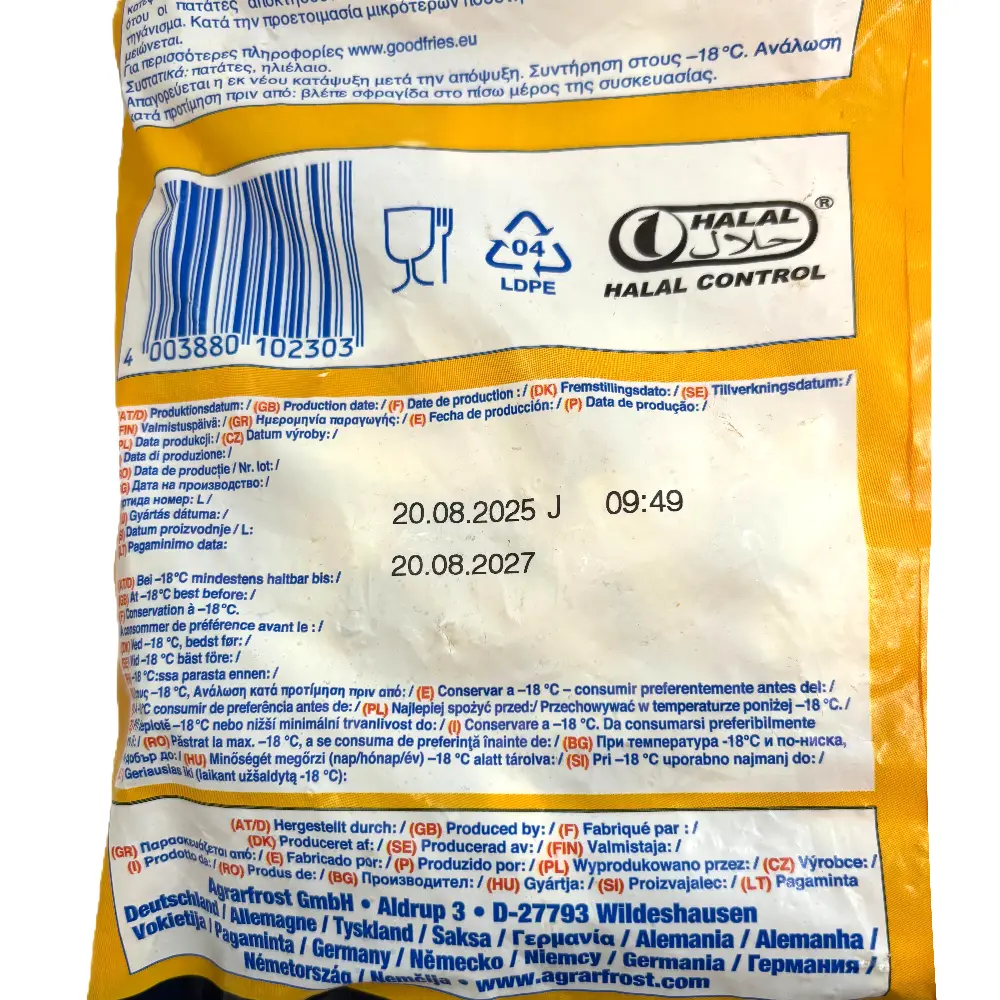 ότου οι πατάτες
τηγάνισμα. Κατά την προετοιμασία μικρότερων
μειώνεται.
Για περισσότερες πληροφορίες www.goodfries.eu
Συστατικά: πατάτες, ηλιέλαιο.
Απαγορεύεται η εκ νέου κατάψυξη μετά την απόψυξη. Συντήρηση στους –18 °C. Ανάλωση
κατά προτίμηση πριν από: βλέπε σφραγίδα στο πίσω μέρος της συσκευασίας.
4 003880 102303
04
LDPE
HALAL ®
حلال
HALAL CONTROL
(AT/D) Produktionsdatum: / (GB) Production date: / (F) Date de production : / (DK) Fremstillingsdato: / (SE) Tillverkningsdatum: /
(FIN) Valmistuspäivä: / (GR) Ημερομηνία παραγωγής: / (E) Fecha de producción: / (P) Data de produção: /
(PL) Data produkcji: / (CZ) Datum výroby: /
Data di produzione: /
Data de producție / Nr. lot: /
Дата на производство: /
номер: L /
Gyártás dátuma: /
Datum proizvodnje / L:
Pagaminimo data:
20.08.2025 J 09:49
20.08.2027
(AT/D) Bei –18°C mindestens haltbar bis: /
(GB) At –18°C best before: /
(F) Conservation à –18°C.
A consommer de préférence avant le : /
(DK) Ved –18 °C, bedst før: /
(SE) Vid –18 °C bäst före: /
–18 °C:ssa parasta ennen: /
–18 °C, Ανάλωση κατά προτίμηση πριν από: / (E) Conservar a –18 °C – consumir preferentemente antes del: /
consumir de preferência antes de: / (PL) Najlepiej spożyć przed:/ Przechowywać w temperaturze poniżej –18 °C. /
teplotě –18°C nebo nižší minimální trvanlivost do: / (I) Conservare a –18 °C. Da consumarsi preferibilmente
(RO) Păstrat la max. –18 °C, a se consuma de preferință înainte de: / (BG) При температура -18°C и по-ниска,
до: / (HU) Minőségét megőrzi (nap/hónap/év) –18 °C alatt tárolva: / (SI) Pri –18 °C uporabno najmanj do: /
Geriausias iki (laikant užšaldytą -18 °C):
(AT/D) Hergestellt durch: / (GB) Produced by: / (F) Fabriqué par : /
(DK) Produceret af: / (SE) Producerad av: / (FIN) Valmistaja: /
(GR) Παρασκευάζεται από: / (E) Fabricado por: / (P) Produzido por: / (PL) Wyprodukowano przez: / (CZ) Výrobce: /
(I) Prodotto da: / (RO) Produs de: / (BG) Производител: / (HU) Gyártja: / (SI) Proizvajalec: / (LT) Pagaminta
Agrarfrost GmbH • Aldrup 3 • D-27793 Wildeshausen
Deutschland / Allemagne / Tyskland / Saksa / Γερμανία / Alemania / Alemanha /
Vokietija / Pagaminta / Germany / Německo / Niemcy / Germania / Германия /
Németország / Nemčija • www.agrarfrost.com